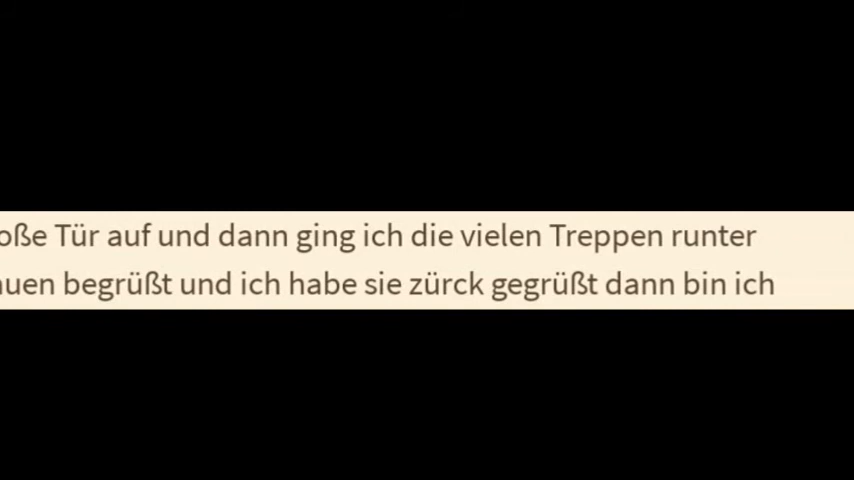 oße Tür auf und dann ging ich die vielen Treppen runter
auen begrüßt und ich habe sie zürck gegrüßt dann bin ich